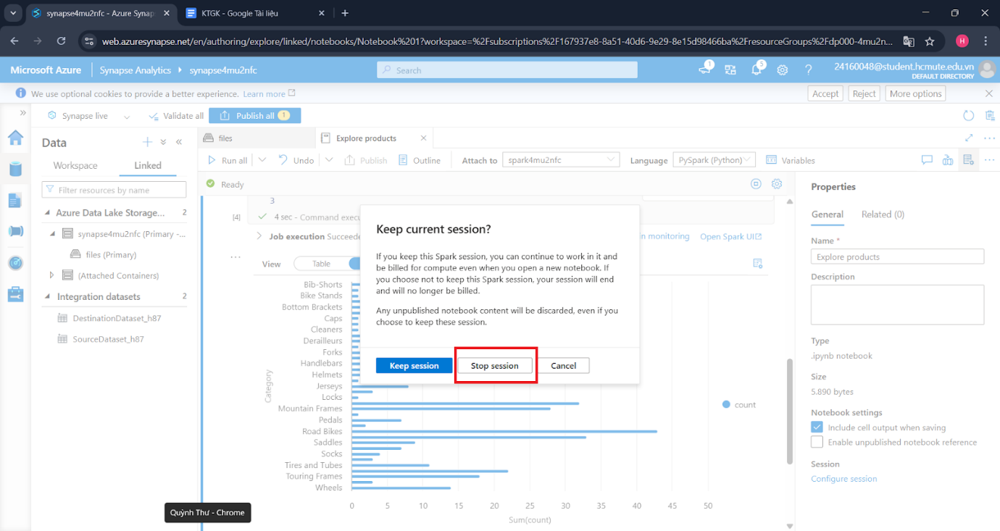 synapse4mu2nfc - Azure Synap
KTGK - Google Tài liệu
web.azuresynapse.net/en/authoring/explore/linked/notebooks/Notebook%201?workspace=%2Fsubscriptions%2F167937e8-8a51-40d6-9e29-8e15d98466ba%2FresourceGroups%2Fdp000-4mu2n...
H
Microsoft Azure
Synapse Analytics
synapse4mu2nfc
Search
1
5
24160048@student.hcmute.edu.vn
DEFAULT DIRECTORY
We use optional cookies to provide a better experience. Learn more
Accept
Reject
More options
Synapse live
Validate all
Publish all 1
Data
Workspace
Linked
Filter resources by name
Azure Data Lake Storage... 2
synapse4mu2nfc (Primary -...
files (Primary)
(Attached Containers)
Integration datasets 2
DestinationDataset_h87
SourceDataset_h87
files
Explore products
Run all
Undo
Publish
Outline
Attach to
spark4mu2nfc
Language
PySpark (Python)
Variables
Ready
3
[4]
4 sec - Command execu
Job execution Succeede
n monitoring
Open Spark UI
View
Table
Keep current session?
If you keep this Spark session, you can continue to work in it and
be billed for compute even when you open a new notebook. If
you choose not to keep this Spark session, your session will end
and will no longer be billed.
Any unpublished notebook content will be discarded, even if you
choose to keep these session.
Keep session
Stop session
Cancel
Category
Bib-Shorts
Bike Stands
Bottom Brackets
Caps
Cleaners
Derailleurs
Forks
Handlebars
Helmets
Jerseys
Locks
Mountain Frames
Pedals
Road Bikes
Saddles
Socks
Tires and Tubes
Touring Frames
Wheels
0 5 10 15 20 25 30 35 40 45 50
Sum(count)
count
Quỳnh Thư - Chrome
Properties
General
Related (0)
Name *
Explore products
Description
Type
.ipynb notebook
Size
5.890 bytes
Notebook settings
Include cell output when saving
Enable unpublished notebook reference
Session
Configure session